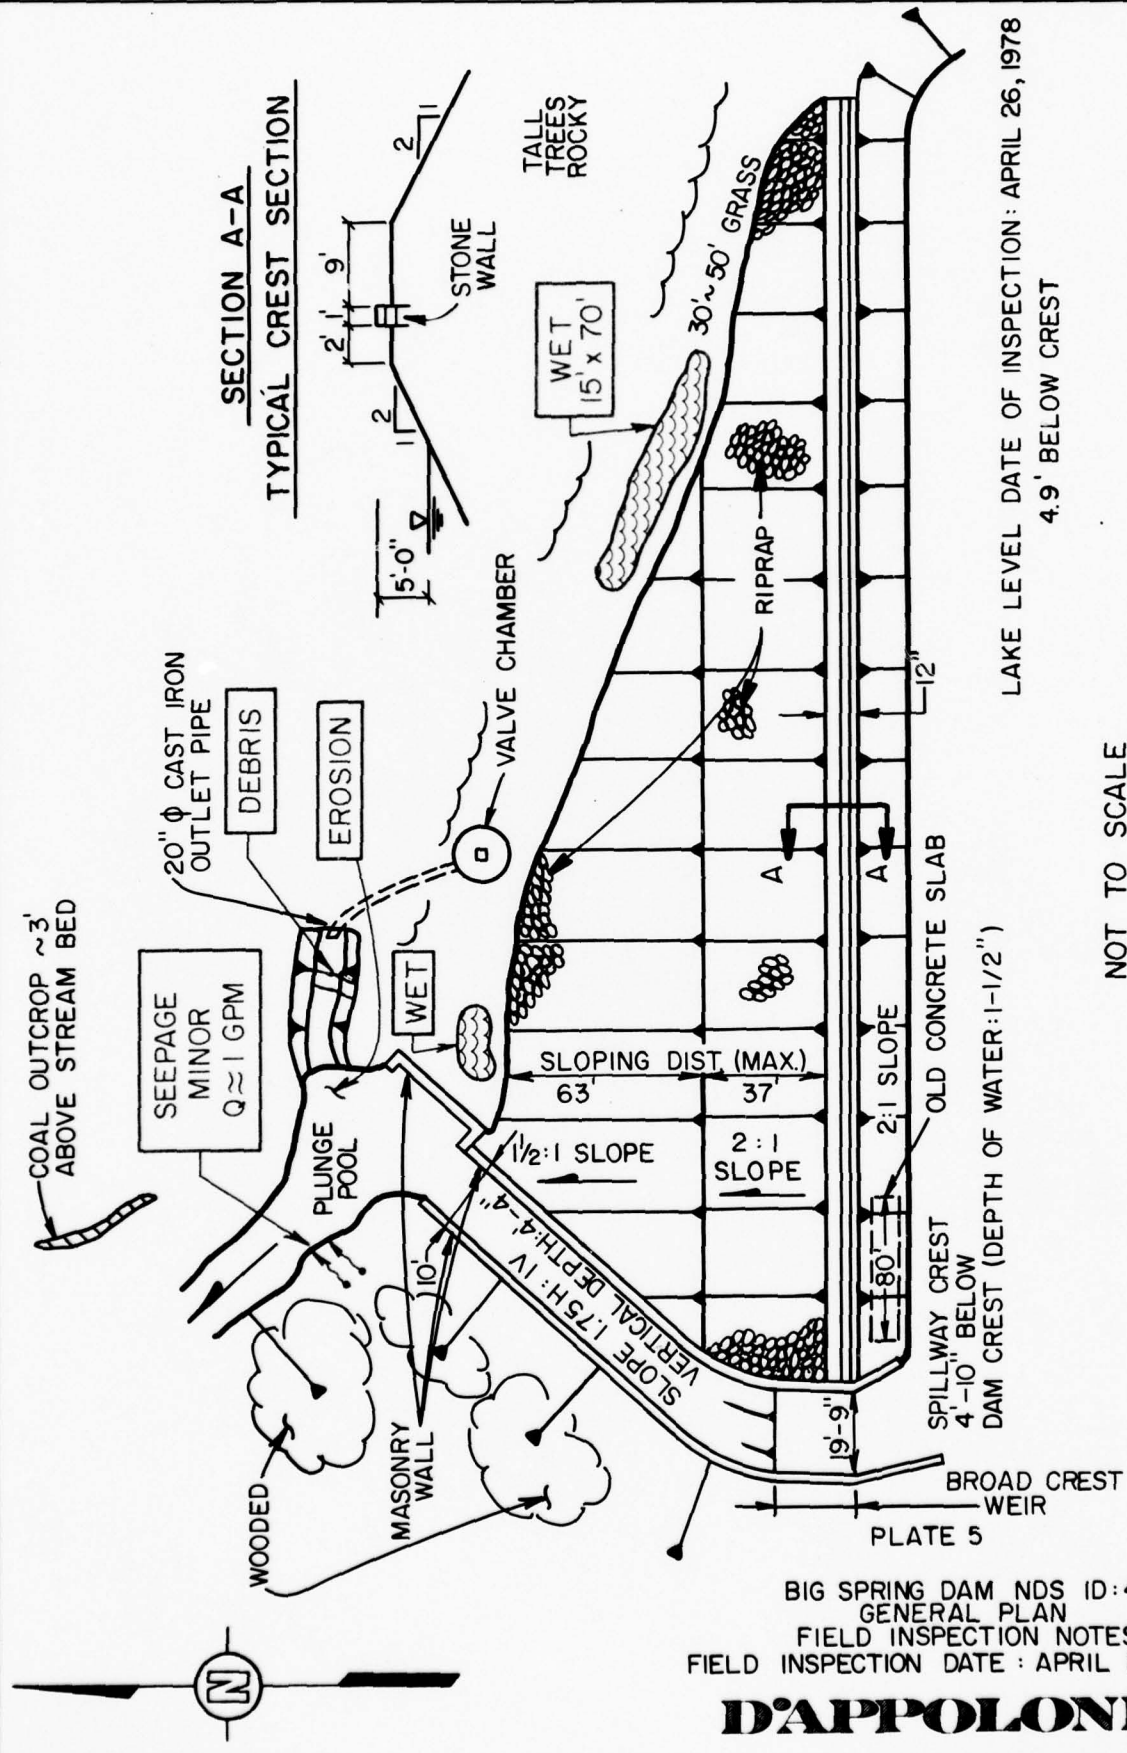 SECTION A-A
TYPICAL CREST SECTION
2'
1'
9'
2
1
2
1
5'-0"
STONE
WALL
TALL
TREES
ROCKY
COAL OUTCROP ~3'
ABOVE STREAM BED
20" ϕ CAST IRON
OUTLET PIPE
DEBRIS
EROSION
SEEPAGE
MINOR
Q≈1 GPM
WET
VALVE CHAMBER
WET
15' x 70'
30'~50' GRASS
PLUNGE
POOL
10'
RIPRAP
SLOPING DIST. (MAX.)
63'
37'
1½:1 SLOPE
2:1
SLOPE
SLOPE 1.75H:1V
VERTICAL DEPTH:4'-4"
WOODED
MASONRY
WALL
A
A
12"
2:1 SLOPE
OLD CONCRETE SLAB
80'
19'-9"
SPILLWAY CREST
4'-10" BELOW
DAM CREST (DEPTH OF WATER:1-1/2")
LAKE LEVEL DATE OF INSPECTION: APRIL 26, 1978
4.9' BELOW CREST
NOT TO SCALE
BROAD CREST
WEIR
PLATE 5
N
BIG SPRING DAM NDS ID:
GENERAL PLAN
FIELD INSPECTION NOTES
FIELD INSPECTION DATE : APRIL
D'APPOLON